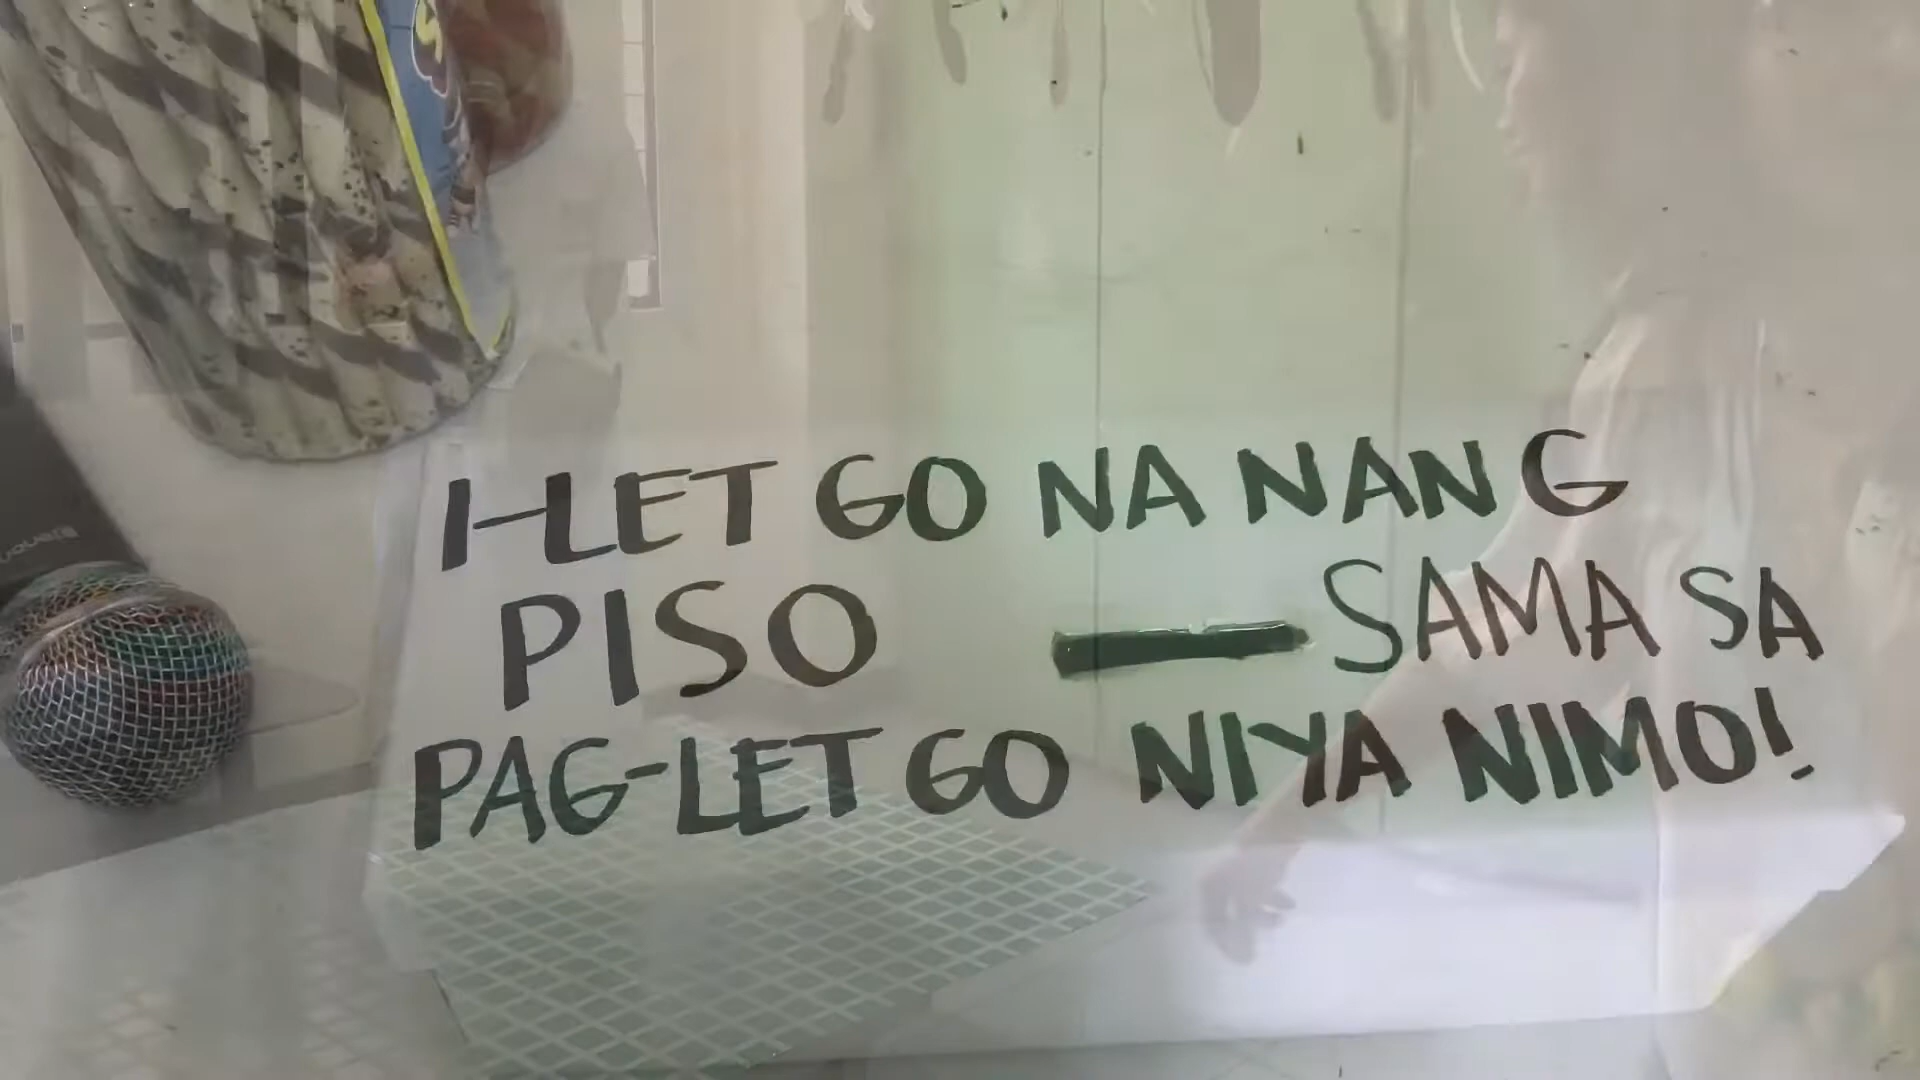 I-LET GO NA NANG
PISO — SAMA SA
PAG-LET GO NIYA NIMO!